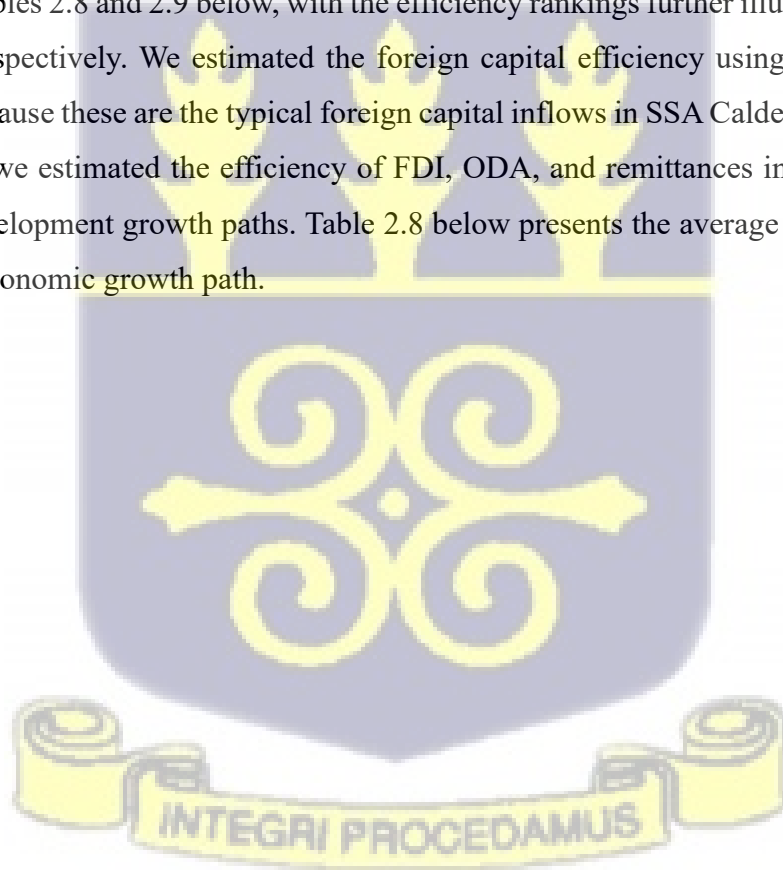 bles 2.8 and 2.9 below, with the efficiency rankings further illu
spectively. We estimated the foreign capital efficiency using
ause these are the typical foreign capital inflows in SSA Calde
we estimated the efficiency of FDI, ODA, and remittances in
elopment growth paths. Table 2.8 below presents the average
onomic growth path.
INTEGRI PROCEDAMUS